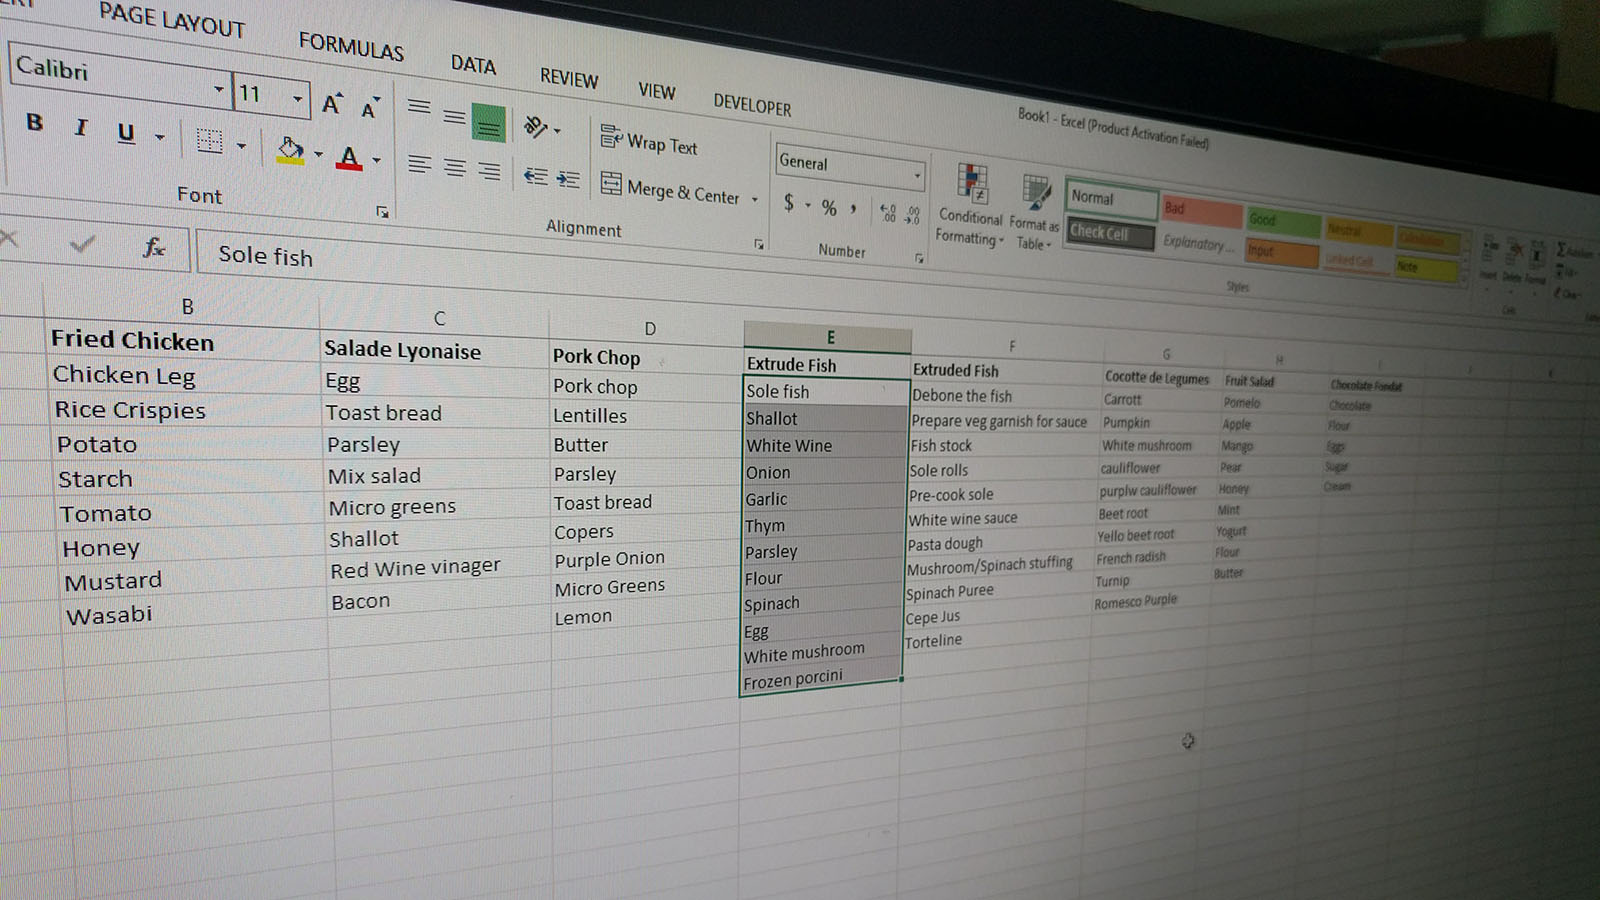 PAGE LAYOUT FORMULAS DATA REVIEW VIEW DEVELOPER
Book1 - Excel (Product Activation Failed)
Calibri 11 A A
B I U A
Wrap Text
Merge & Center
General
$ % ,
Conditional Formatting
Format as Table
Normal Bad Good Neutral Calculation
Check Cell Explanatory ... Input Linked Cell Note
Insert Delete Format
Font Alignment Number Styles Cells
fx Sole fish
B C D E F G H I
Fried Chicken Salade Lyonaise Pork Chop Extrude Fish Extruded Fish Cocotte de Legumes Fruit Salad Chocolate Fondat
Chicken Leg Egg Pork chop Sole fish Debone the fish Carrott Pomelo Chocolate
Rice Crispies Toast bread Lentilles Shallot Prepare veg garnish for sauce Pumpkin Apple Flour
Potato Parsley Butter White Wine Fish stock White mushroom Mango Eggs
Starch Mix salad Parsley Onion Sole rolls cauliflower Pear Sugar
Tomato Micro greens Toast bread Garlic Pre-cook sole purplw cauliflower Honey Cream
Honey Shallot Copers Thym White wine sauce Beet root Mint
Mustard Red Wine vinager Purple Onion Parsley Pasta dough Yello beet root Yogurt
Wasabi Bacon Micro Greens Flour Mushroom/Spinach stuffing French radish Flour
Lemon Spinach Spinach Puree Turnip Butter
Egg Cepe Jus Romesco Purple
White mushroom Torteline
Frozen porcini